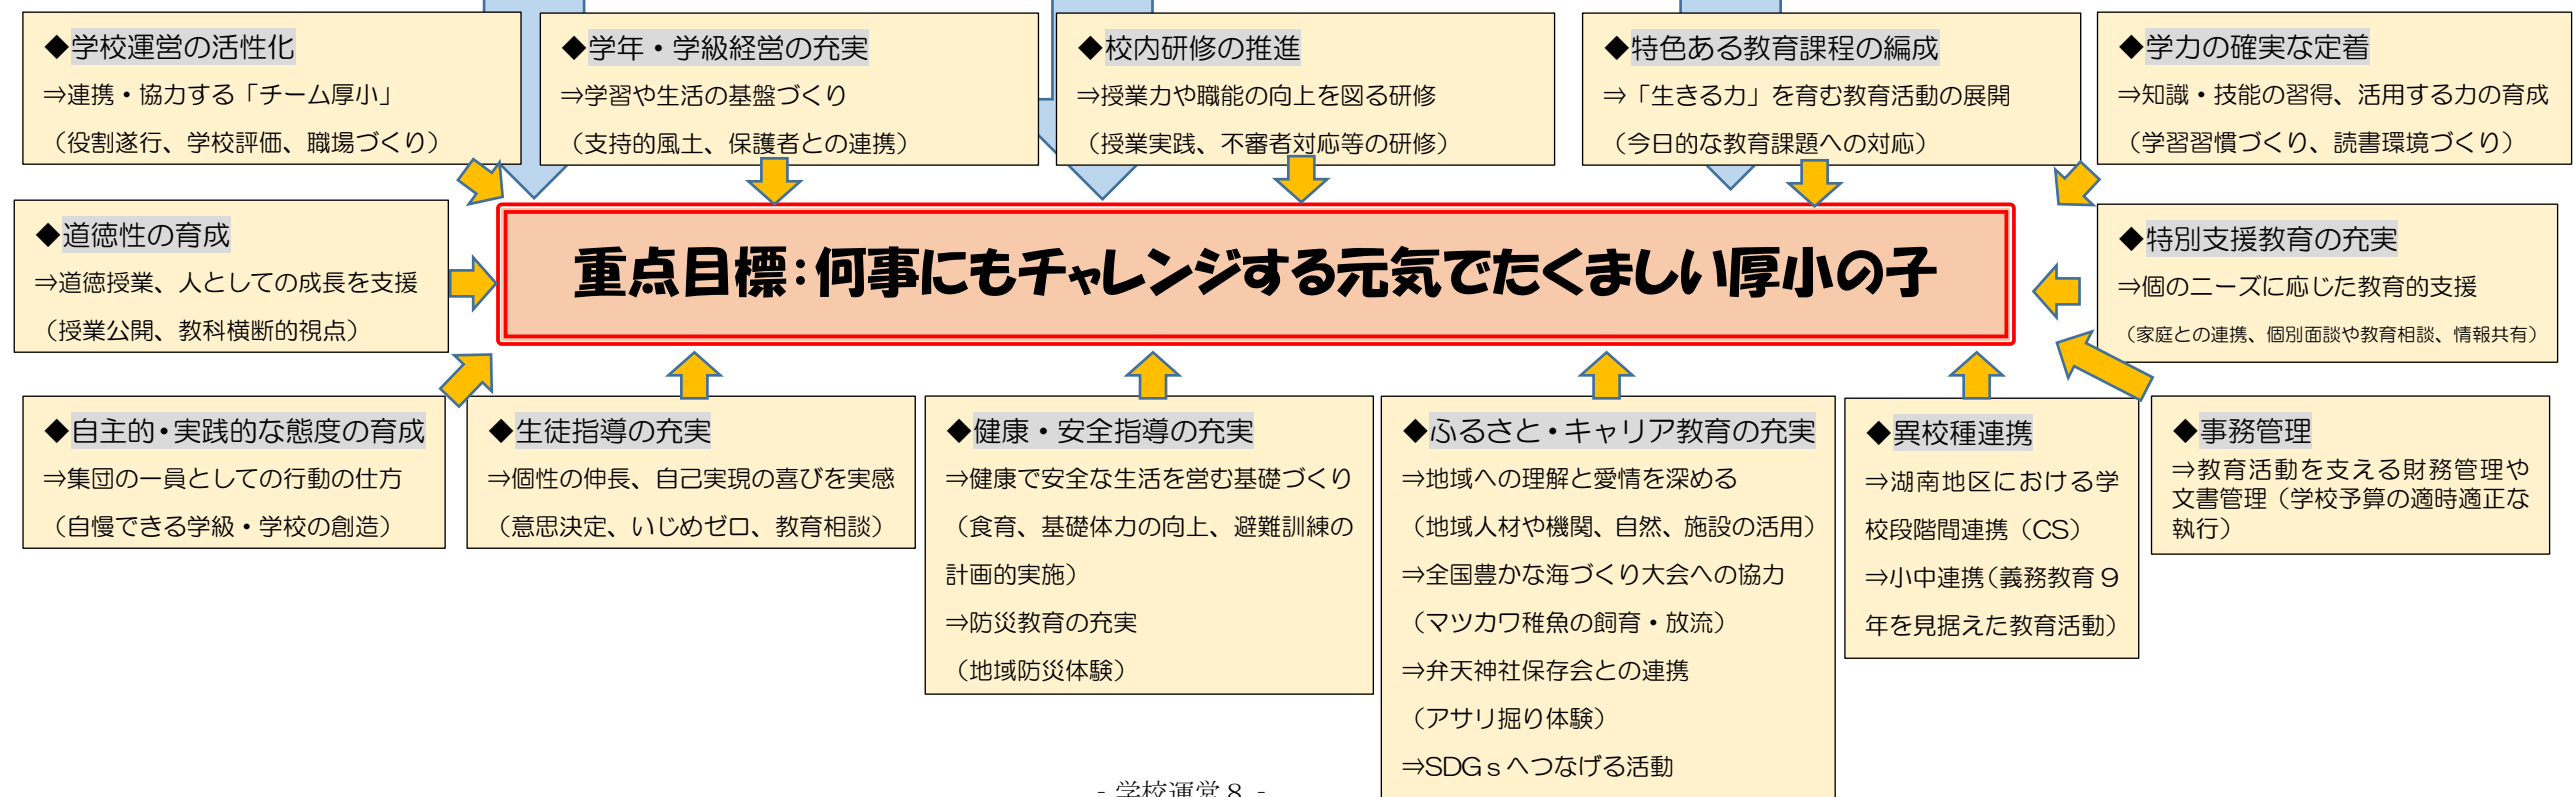 ◆学校運営の活性化
⇒連携・協力する「チーム厚小」
（役割遂行、学校評価、職場づくり）
◆学年・学級経営の充実
⇒学習や生活の基盤づくり
（支持的風土、保護者との連携）
◆校内研修の推進
⇒授業力や職能の向上を図る研修
（授業実践、不審者対応等の研修）
◆特色ある教育課程の編成
⇒「生きる力」を育む教育活動の展開
（今日的な教育課題への対応）
◆学力の確実な定着
⇒知識・技能の習得、活用する力の育成
（学習習慣づくり、読書環境づくり）
◆道徳性の育成
⇒道徳授業、人としての成長を支援
（授業公開、教科横断的視点）
重点目標：何事にもチャレンジする元気でたくましい厚小の子
◆特別支援教育の充実
⇒個のニーズに応じた教育的支援
（家庭との連携、個別面談や教育相談、情報共有）
◆自主的・実践的な態度の育成
⇒集団の一員としての行動の仕方
（自慢できる学級・学校の創造）
◆生徒指導の充実
⇒個性の伸長、自己実現の喜びを実感
（意思決定、いじめゼロ、教育相談）
◆健康・安全指導の充実
⇒健康で安全な生活を営む基礎づくり
（食育、基礎体力の向上、避難訓練の
計画的実施）
⇒防災教育の充実
（地域防災体験）
◆ふるさと・キャリア教育の充実
⇒地域への理解と愛情を深める
（地域人材や機関、自然、施設の活用）
⇒全国豊かな海づくり大会への協力
（マツカワ稚魚の飼育・放流）
⇒弁天神社保存会との連携
（アサリ掘り体験）
⇒SDGｓへつなげる活動
◆異校種連携
⇒湖南地区における学
校段階間連携（CS）
⇒小中連携（義務教育９
年を見据えた教育活動）
◆事務管理
⇒教育活動を支える財務管理や
文書管理（学校予算の適時適正な
執行）
- 学校運営 8 -